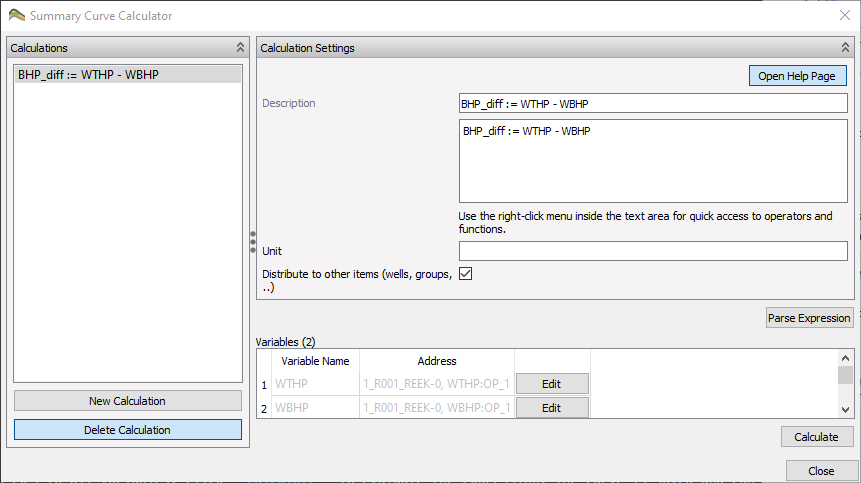 Summary Curve Calculator
Calculations
BHP_diff := WTHP - WBHP
New Calculation
Delete Calculation
Calculation Settings
Open Help Page
Description
BHP_diff := WTHP - WBHP
BHP_diff := WTHP - WBHP
Use the right-click menu inside the text area for quick access to operators and
functions.
Unit
Distribute to other items (wells, groups,
..)
Parse Expression
Variables (2)
Variable Name Address
1 WTHP 1_R001_REEK-0, WTHP:OP_1 Edit
2 WBHP 1_R001_REEK-0, WBHP:OP_1 Edit
Calculate
Close